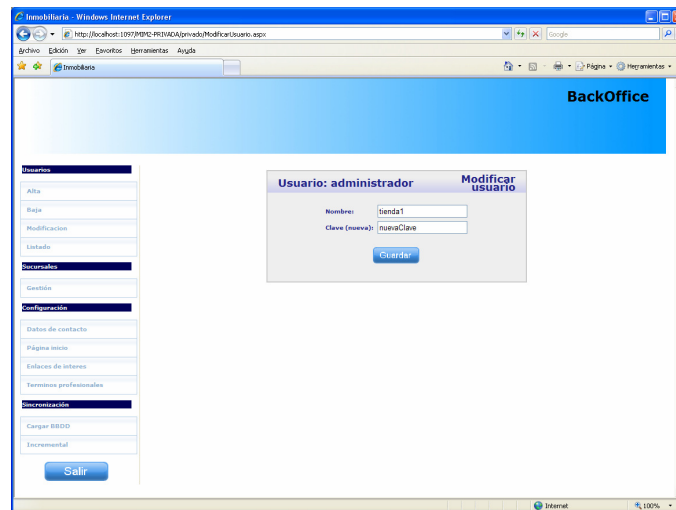 Inmobiliaria - Windows Internet Explorer
http://localhost:1097/MIM2-PRIVADA/privado/ModificarUsuario.aspx
Google
Archivo Edición Ver Favoritos Herramientas Ayuda
Inmobiliaria
Página Herramientas
BackOffice
Usuarios
Alta
Baja
Modificacion
Listado
Sucursales
Gestión
Configuración
Datos de contacto
Página inicio
Enlaces de interes
Terminos profesionales
Sincronización
Cargar BBDD
Incremental
Salir
Usuario: administrador
Modificar
usuario
Nombre: tienda1
Clave (nueva): nuevaClave
Guardar
Internet
100%